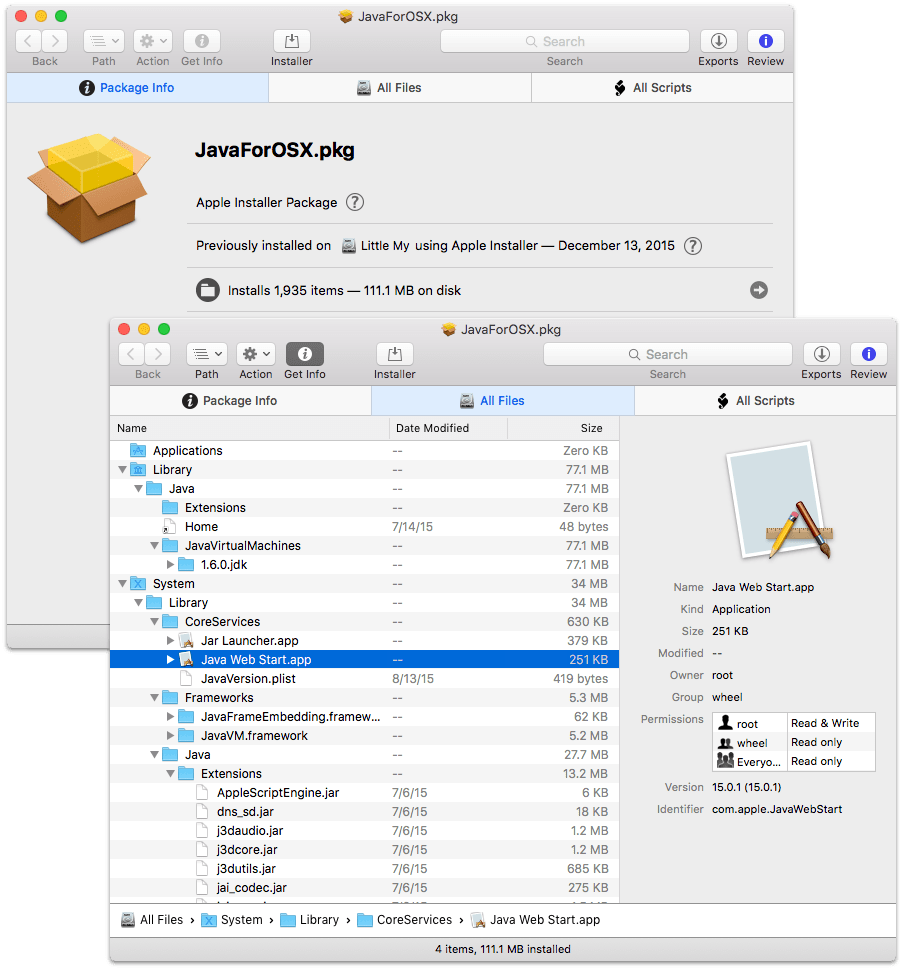 JavaForOSX.pkg
Back Path Action Get Info Installer Search Search Exports Review
Package Info All Files All Scripts
JavaForOSX.pkg
Apple Installer Package ?
Previously installed on Little My using Apple Installer — December 13, 2015 ?
Installs 1,935 items — 111.1 MB on disk
JavaForOSX.pkg
Search
Back Path Action Get Info Installer Search Exports Review
Package Info All Files All Scripts
Name Date Modified Size
Applications -- Zero KB
Library -- 77.1 MB
Java -- 77.1 MB
Extensions -- Zero KB
Home 7/14/15 48 bytes
JavaVirtualMachines -- 77.1 MB
1.6.0.jdk -- 77.1 MB
System -- 34 MB
Library -- 34 MB
CoreServices -- 630 KB
Jar Launcher.app -- 379 KB
Java Web Start.app -- 251 KB
JavaVersion.plist 8/13/15 419 bytes
Frameworks -- 5.3 MB
JavaFrameEmbedding.framew... -- 62 KB
JavaVM.framework -- 5.2 MB
Java -- 27.7 MB
Extensions -- 13.2 MB
AppleScriptEngine.jar 7/6/15 6 KB
dns_sd.jar 7/6/15 18 KB
j3daudio.jar 7/6/15 1.2 MB
j3dcore.jar 7/6/15 1.2 MB
j3dutils.jar 7/6/15 685 KB
jai_codec.jar 7/6/15 275 KB
Name Java Web Start.app
Kind Application
Size 251 KB
Modified --
Owner root
Group wheel
Permissions root Read & Write
wheel Read only
Everyo... Read only
Version 15.0.1 (15.0.1)
Identifier com.apple.JavaWebStart
All Files › System › Library › CoreServices › Java Web Start.app
4 items, 111.1 MB installed